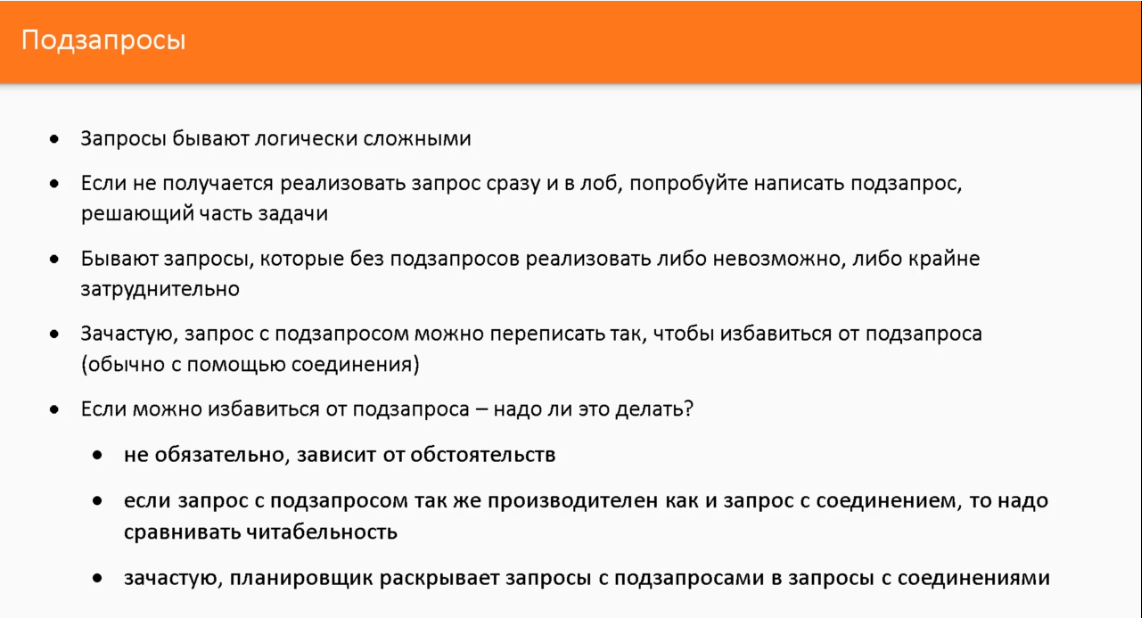 Подзапросы
● Запросы бывают логически сложными
● Если не получается реализовать запрос сразу и в лоб, попробуйте написать подзапрос,
решающий часть задачи
● Бывают запросы, которые без подзапросов реализовать либо невозможно, либо крайне
затруднительно
● Зачастую, запрос с подзапросом можно переписать так, чтобы избавиться от подзапроса
(обычно с помощью соединения)
● Если можно избавиться от подзапроса – надо ли это делать?
● не обязательно, зависит от обстоятельств
● если запрос с подзапросом так же производителен как и запрос с соединением, то надо
сравнивать читабельность
● зачастую, планировщик раскрывает запросы с подзапросами в запросы с соединениями